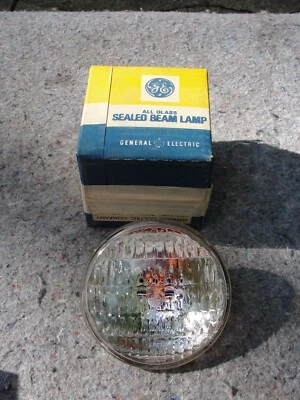 GE
ALL GLASS
SEALED BEAM LAMP
GENERAL ELECTRIC